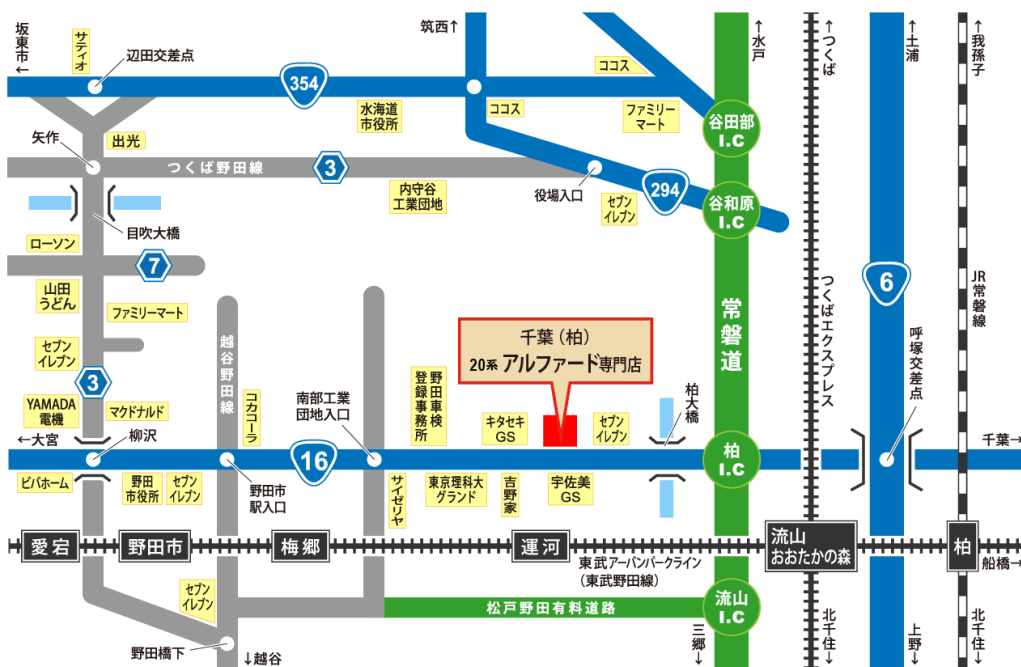 坂東市
←
サティオ
辺田交差点
筑西↑
ココス
↑水戸
↑つくば
↑土浦
↑我孫子
354
水海道
市役所
ココス
ファミリー
マート
谷田部
I.C
矢作
出光
つくば野田線
3
内守谷
工業団地
役場入口
セブン
イレブン
294
谷和原
I.C
目吹大橋
ローソン
7
山田
うどん
ファミリーマート
セブン
イレブン
3
越谷野田線
千葉(柏)
20系 アルファード専門店
常磐道
つくばエクスプレス
6
JR常磐線
呼塚交差点
YAMADA
電機
マクドナルド
コカコーラ
南部工業
団地入口
野田車検
登録事務所
キタセキ
GS
セブン
イレブン
柏大橋
←大宮
柳沢
千葉→
16
柏
I.C
ビバホーム
野田
市役所
セブン
イレブン
野田市
駅入口
サイゼリヤ
東京理科大
グランド
吉野家
宇佐美
GS
愛宕
野田市
梅郷
運河
流山
おおたかの森
柏
東武アーバンパークライン
(東武野田線)
船橋→
セブン
イレブン
松戸野田有料道路
流山
I.C
野田橋下
↓越谷
三郷→
北千住→
上野→
北千住→